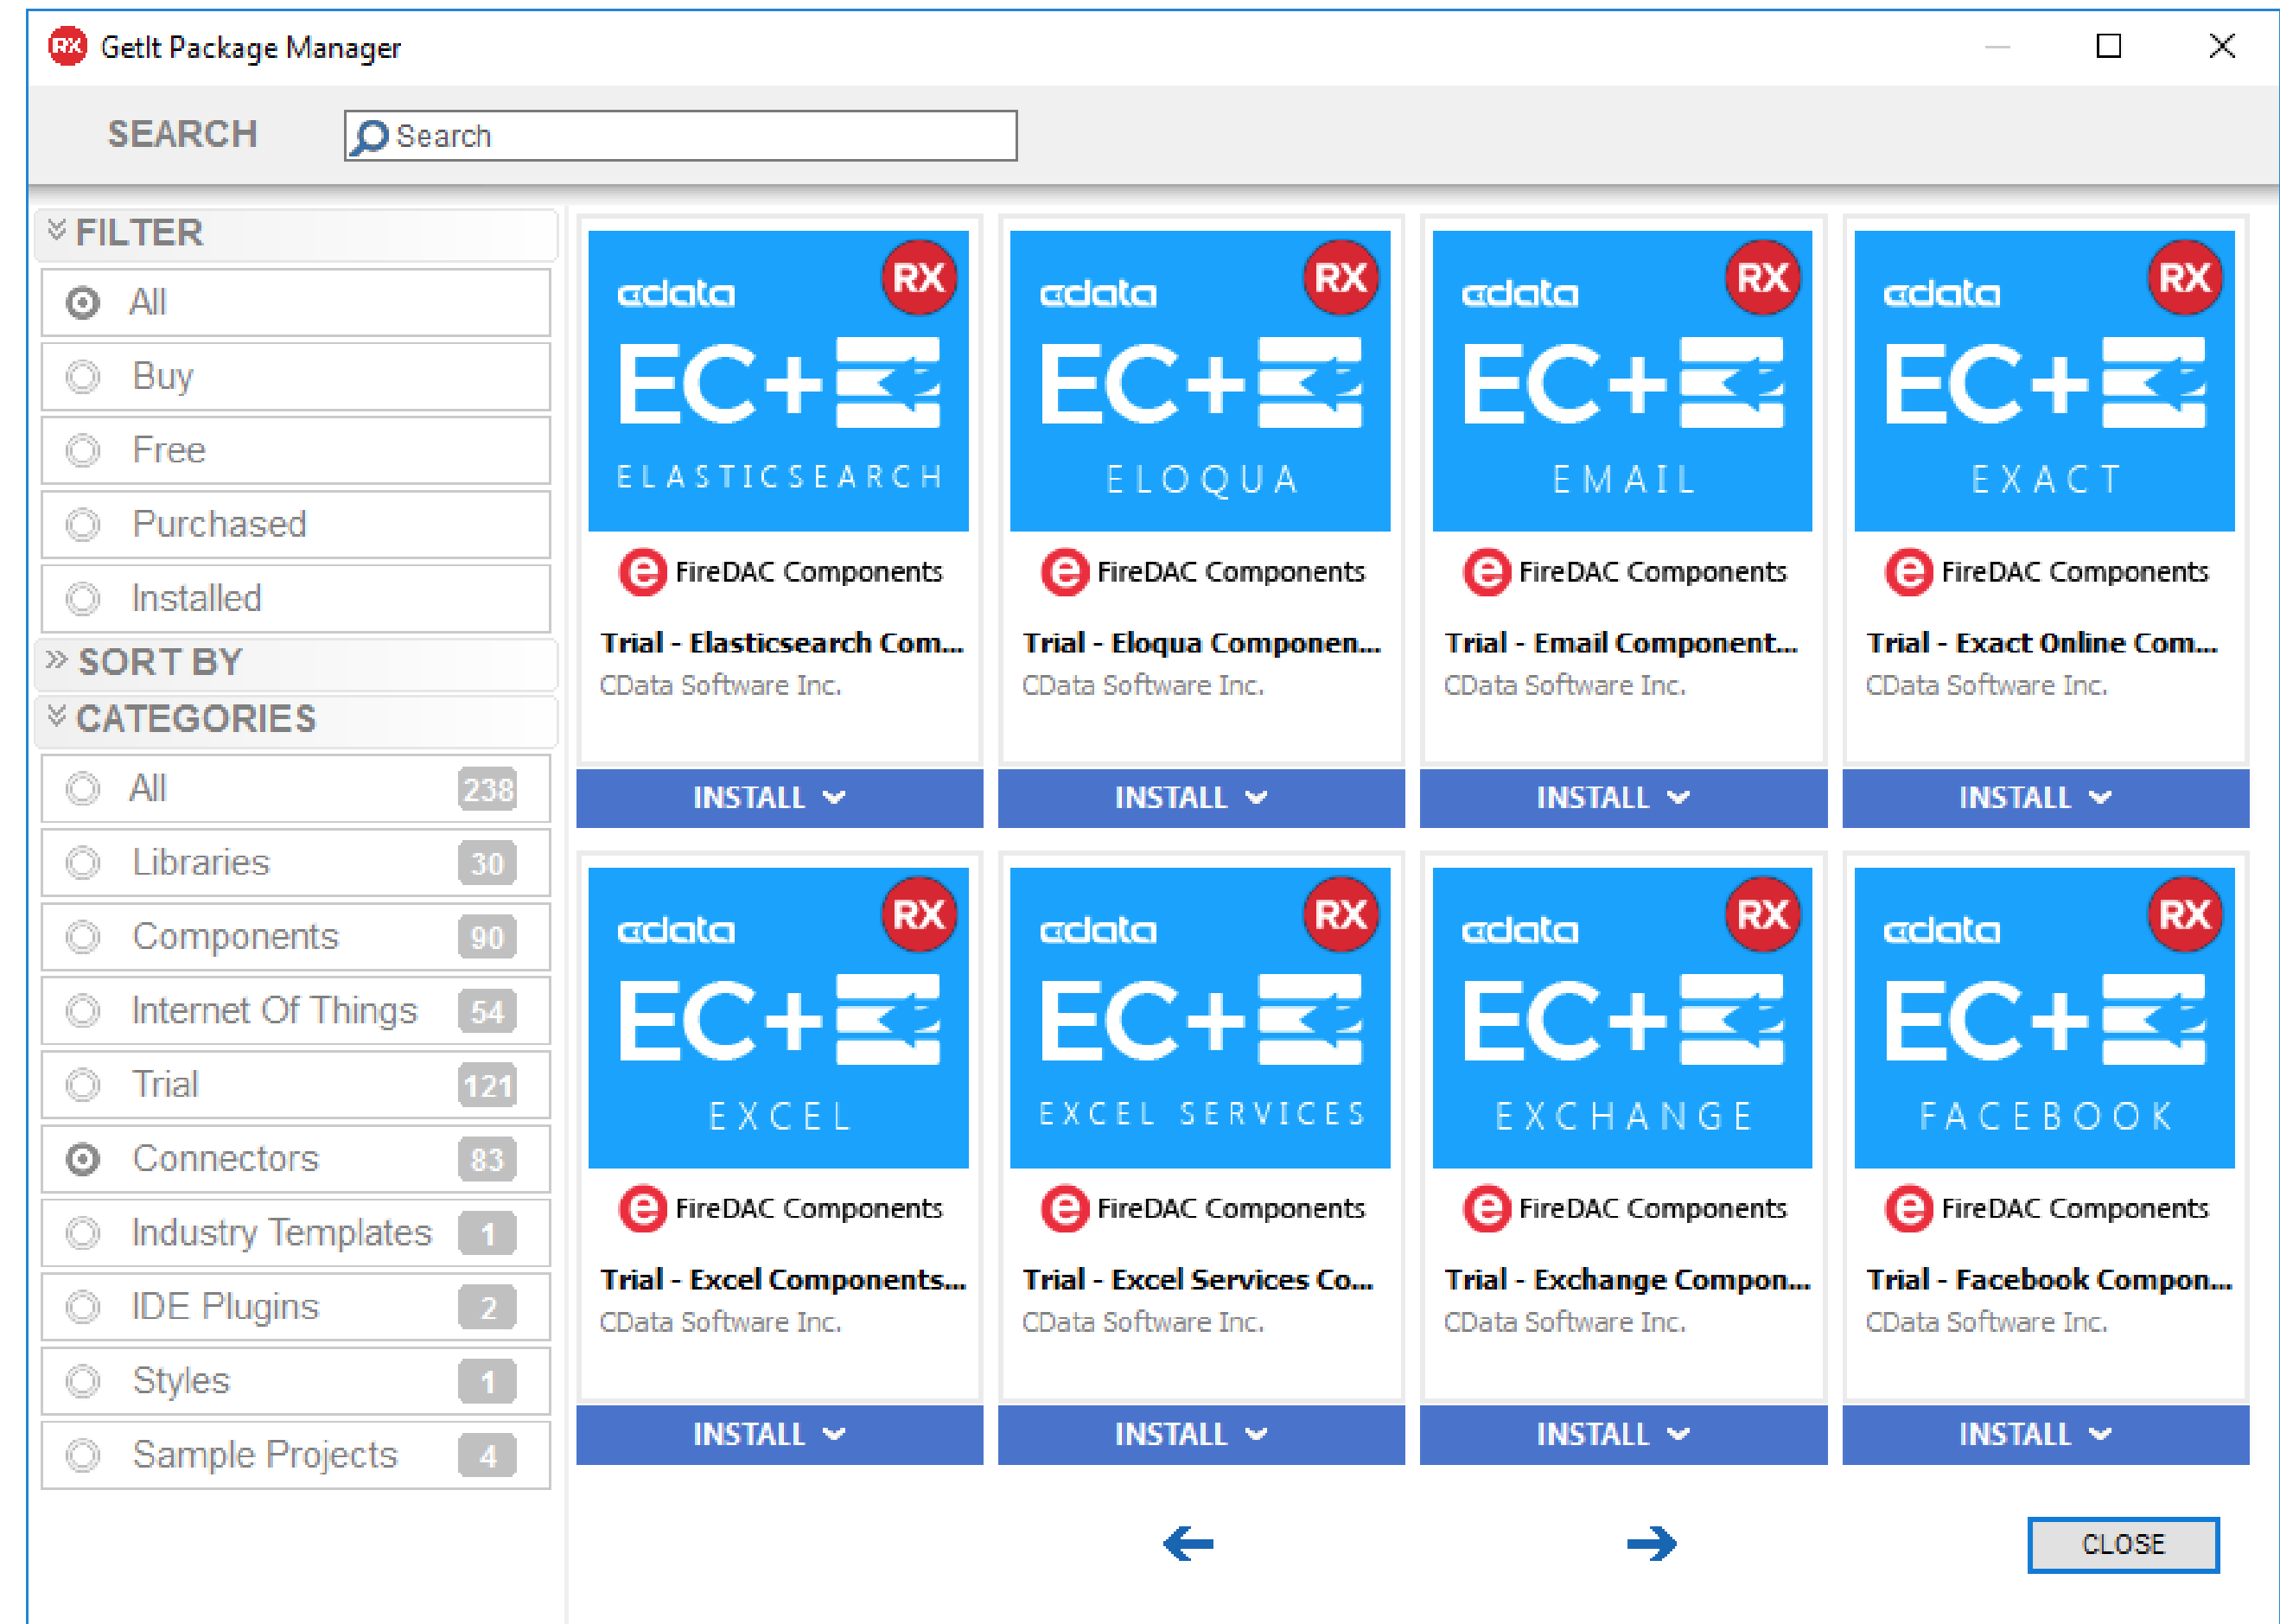 RX GetIt Package Manager
SEARCH
Search
FILTER
All
Buy
Free
Purchased
Installed
SORT BY
CATEGORIES
All 238
Libraries 30
Components 90
Internet Of Things 54
Trial 121
Connectors 83
Industry Templates 1
IDE Plugins 2
Styles 1
Sample Projects 4
cdata RX
EC+
ELASTICSEARCH
e FireDAC Components
Trial - Elasticsearch Com...
CData Software Inc.
INSTALL
cdata RX
EC+
ELOQUA
e FireDAC Components
Trial - Eloqua Componen...
CData Software Inc.
INSTALL
cdata RX
EC+
EMAIL
e FireDAC Components
Trial - Email Component...
CData Software Inc.
INSTALL
cdata RX
EC+
EXACT
e FireDAC Components
Trial - Exact Online Com...
CData Software Inc.
INSTALL
cdata RX
EC+
EXCEL
e FireDAC Components
Trial - Excel Components...
CData Software Inc.
INSTALL
cdata RX
EC+
EXCEL SERVICES
e FireDAC Components
Trial - Excel Services Co...
CData Software Inc.
INSTALL
cdata RX
EC+
EXCHANGE
e FireDAC Components
Trial - Exchange Compon...
CData Software Inc.
INSTALL
cdata RX
EC+
FACEBOOK
e FireDAC Components
Trial - Facebook Compon...
CData Software Inc.
INSTALL
CLOSE